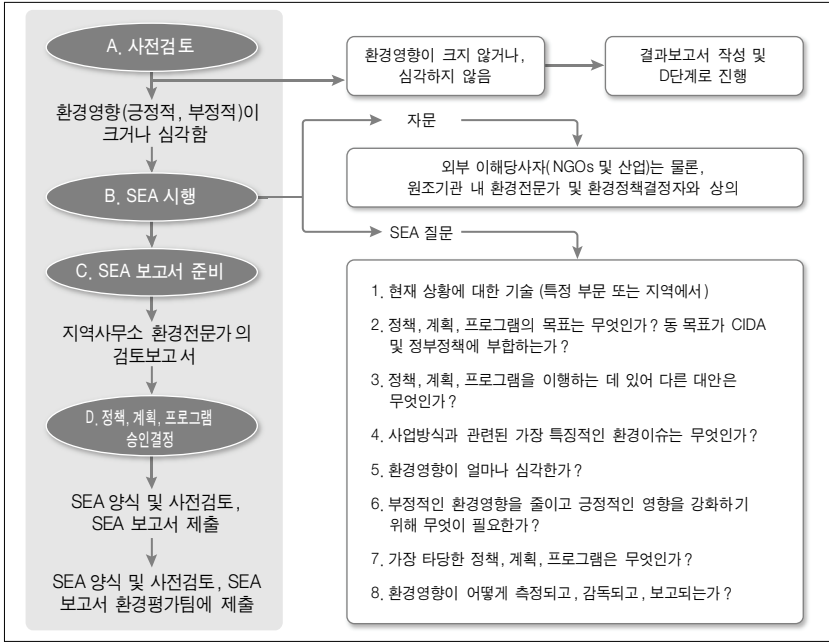 A. 사전검토
환경영향이 크지 않거나,
심각하지 않음
결과보고서 작성 및
D단계로 진행
환경영향(긍정적, 부정적)이
크거나 심각함
자문
외부 이해당사자(NGOs 및 산업)는 물론,
원조기관 내 환경전문가 및 환경정책결정자와 상의
B. SEA 시행
SEA 질문
C. SEA 보고서 준비
지역사무소 환경전문가의
검토보고서
D. 정책, 계획, 프로그램
승인결정
SEA 양식 및 사전검토,
SEA 보고서 제출
SEA 양식 및 사전검토, SEA
보고서 환경평가팀에 제출
1. 현재 상황에 대한 기술 (특정 부문 또는 지역에서)
2. 정책, 계획, 프로그램의 목표는 무엇인가? 동 목표가 CIDA
및 정부정책에 부합하는가?
3. 정책, 계획, 프로그램을 이행하는 데 있어 다른 대안은
무엇인가?
4. 사업방식과 관련된 가장 특징적인 환경이슈는 무엇인가?
5. 환경영향이 얼마나 심각한가?
6. 부정적인 환경영향을 줄이고 긍정적인 영향을 강화하기
위해 무엇이 필요한가?
7. 가장 타당한 정책, 계획, 프로그램은 무엇인가?
8. 환경영향이 어떻게 측정되고, 감독되고, 보고되는가?